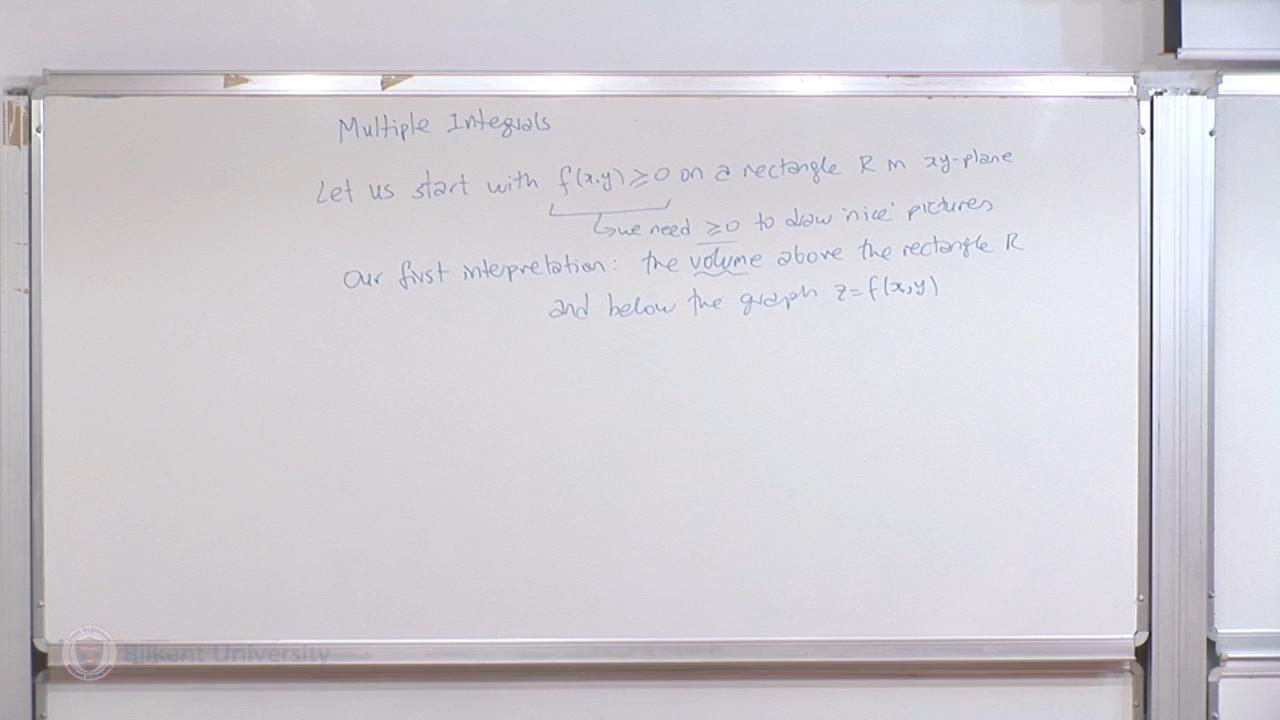 Multiple Integrals
Let us start with f(x,y) ≥ 0 on a rectangle R in xy-plane
↳ we need ≥0 to draw 'nice' pictures
Our first interpretation: the volume above the rectangle R
and below the graph z=f(x,y)
Bilkent University